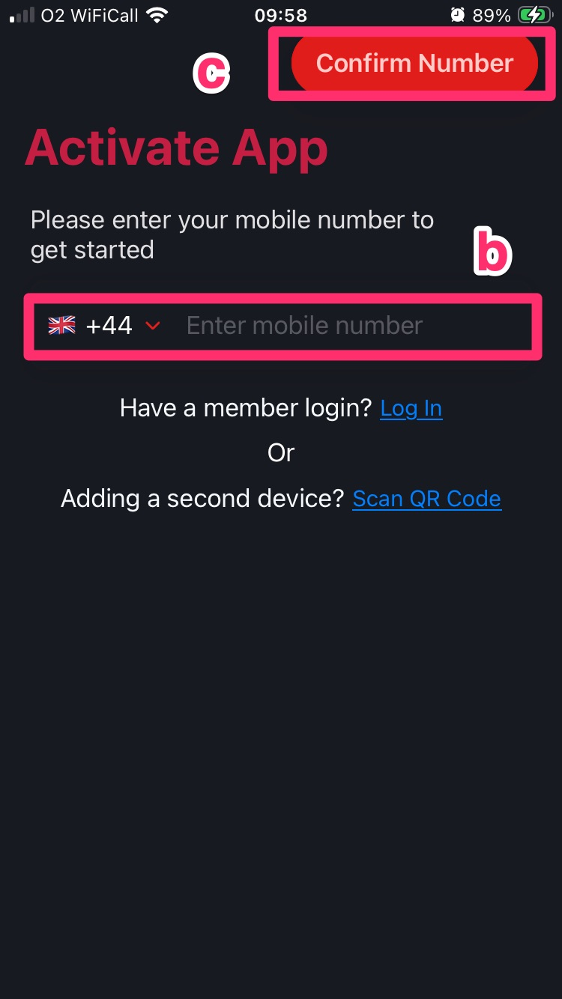 O2 WiFiCall 09:58 89%
c
Confirm Number
Activate App
Please enter your mobile number to
get started
b
+44 Enter mobile number
Have a member login? Log In
Or
Adding a second device? Scan QR Code